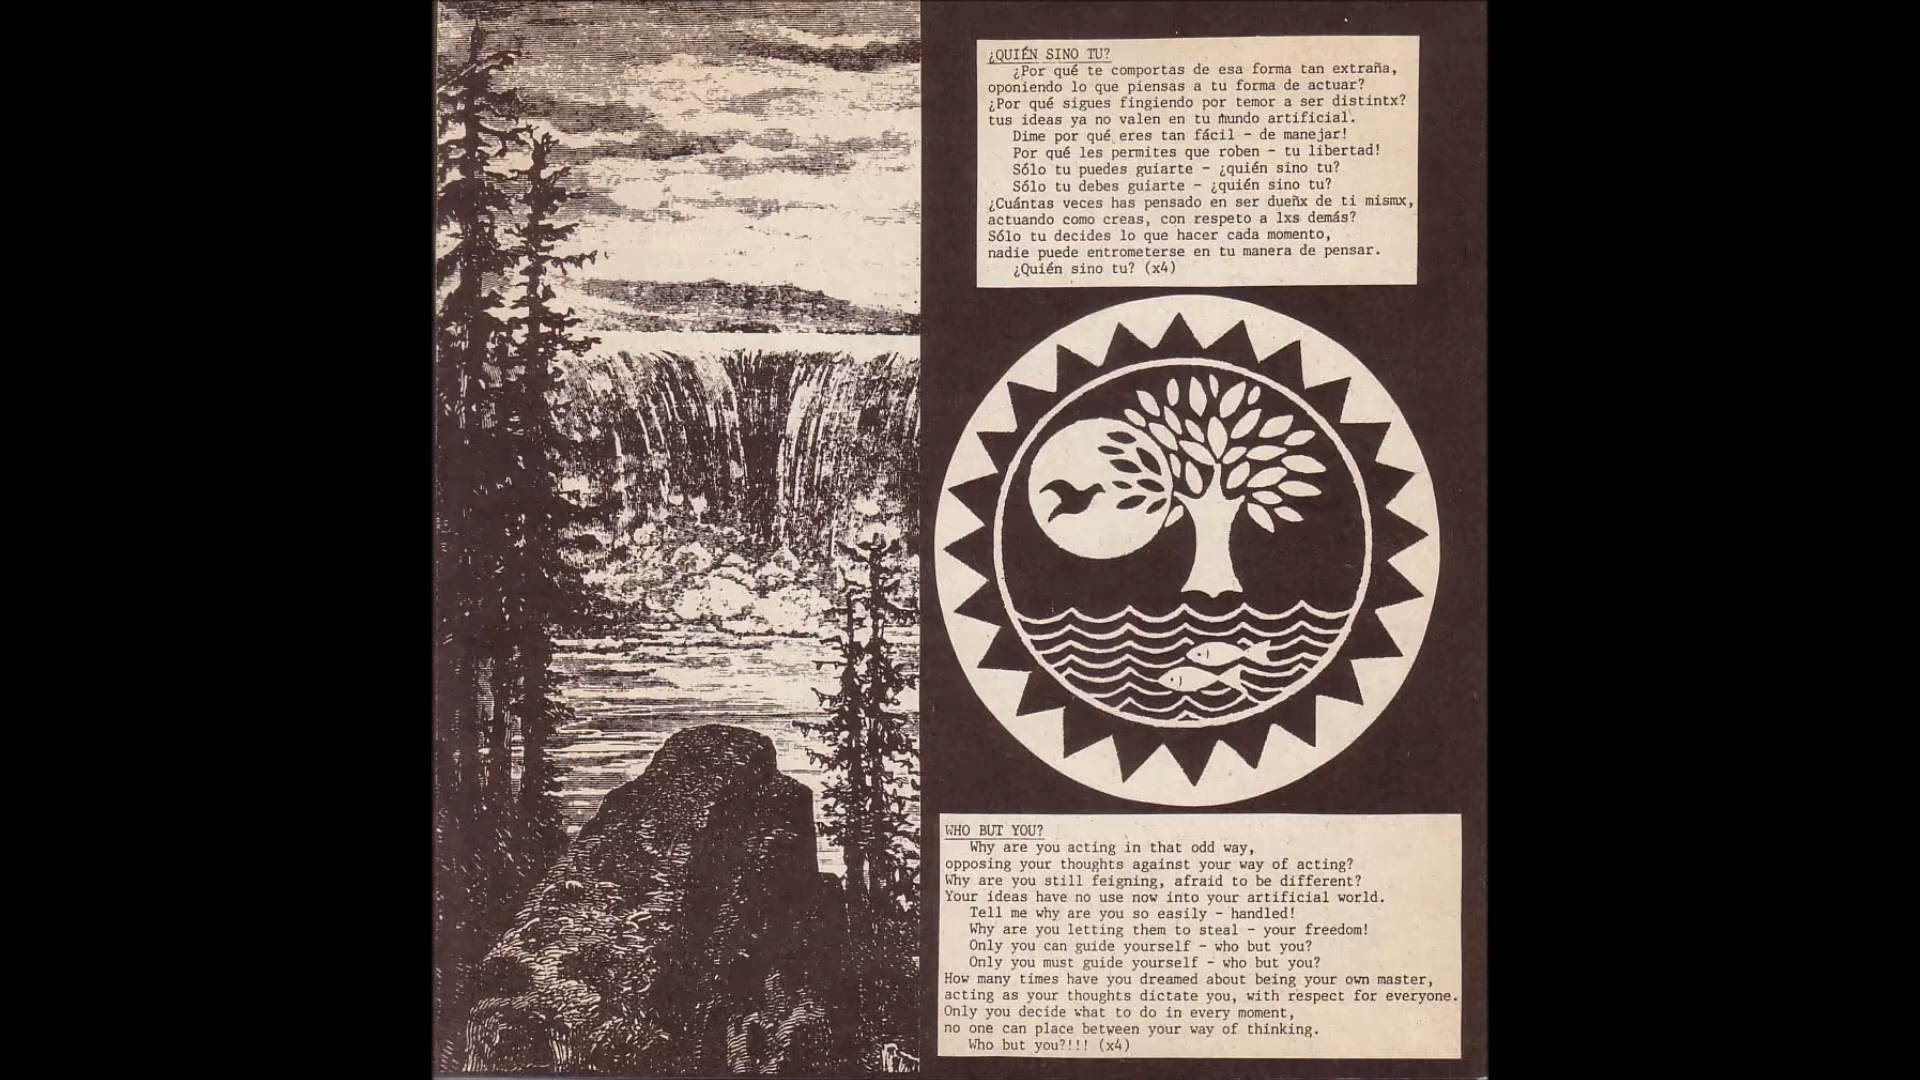 ¿QUIÉN SINO TU?
¿Por qué te comportas de esa forma tan extraña,
oponiendo lo que piensas a tu forma de actuar?
¿Por qué sigues fingiendo por temor a ser distintx?
tus ideas ya no valen en tu mundo artificial.
Dime por qué eres tan fácil - de manejar!
Por qué les permites que roben - tu libertad!
Sólo tu puedes guiarte - ¿quién sino tu?
Sólo tu debes guiarte - ¿quién sino tu?
¿Cuántas veces has pensado en ser dueñx de ti mismx,
actuando como creas, con respeto a lxs demás?
Sólo tu decides lo que hacer cada momento,
nadie puede entrometerse en tu manera de pensar.
¿Quién sino tu? (x4)
WHO BUT YOU?
Why are you acting in that odd way,
opposing your thoughts against your way of acting?
Why are you still feigning, afraid to be different?
Your ideas have no use now into your artificial world.
Tell me why are you so easily - handled!
Why are you letting them to steal - your freedom!
Only you can guide yourself - who but you?
Only you must guide yourself - who but you?
How many times have you dreamed about being your own master,
acting as your thoughts dictate you, with respect for everyone.
Only you decide what to do in every moment,
no one can place between your way of thinking.
Who but you?!!! (x4)